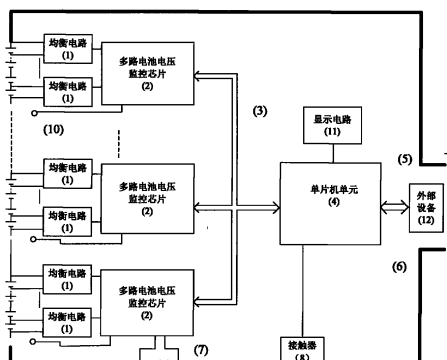 均衡电路
(1)
多路电池电压
监控芯片
(2)
均衡电路
(1)
(3)
显示电路
(11)
(10)
均衡电路
(1)
多路电池电压
监控芯片
(2)
均衡电路
(1)
(5)
单片机单元
(4)
外部
设备
(12)
(6)
均衡电路
(1)
多路电池电压
监控芯片
(2)
均衡电路
(1)
(7)
接触器
(8)